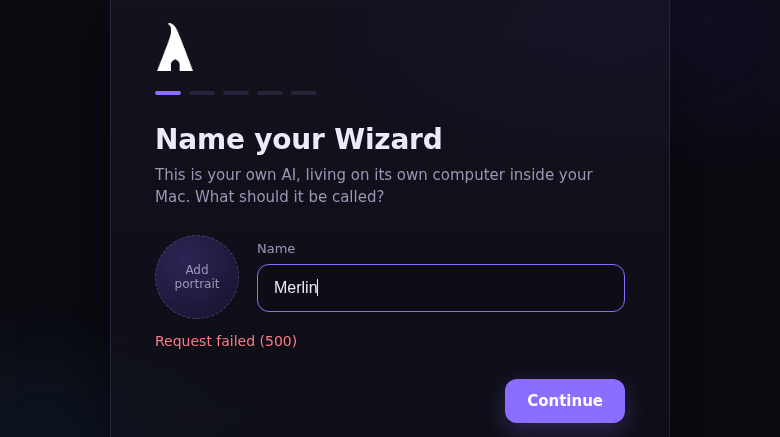 Name your Wizard
This is your own AI, living on its own computer inside your
Mac. What should it be called?
Add
portrait
Name
Merlin
Request failed (500)
Continue